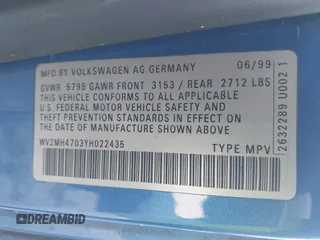 MFD BY VOLKSWAGEN AG GERMANY 06/99
GVWR 5798 GAWR FRONT 3153 / REAR 2712 LBS
THIS VEHICLE CONFORMS TO ALL APPLICABLE
U.S. FEDERAL MOTOR VEHICLE SAFETY AND
THEFT PREVENTION STANDARDS IN EFFECT ON
THE DATE OF MANUFACTURE SHOWN ABOVE.
WV2MH4703YH022435 TYPE MPV
2632289 U002 1
DREAMBID